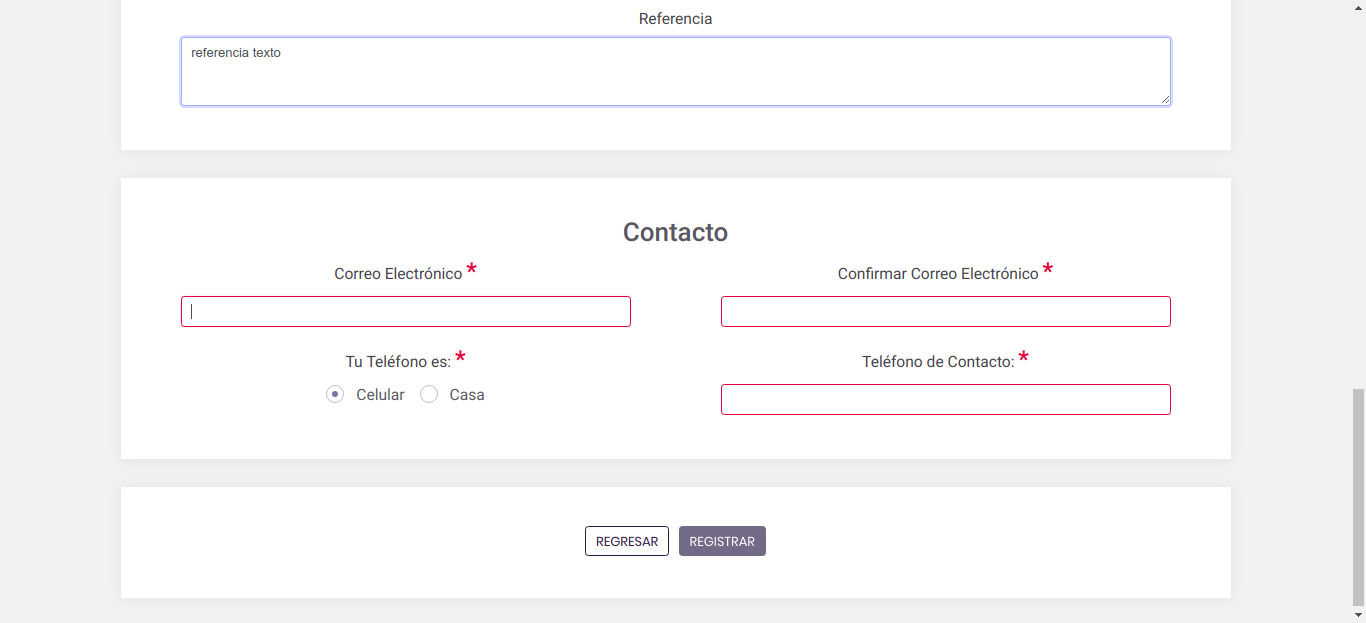 Referencia
referencia texto
Contacto
Correo Electrónico *
Confirmar Correo Electrónico *
Tu Teléfono es: *
Teléfono de Contacto: *
Celular
Casa
REGRESAR
REGISTRAR